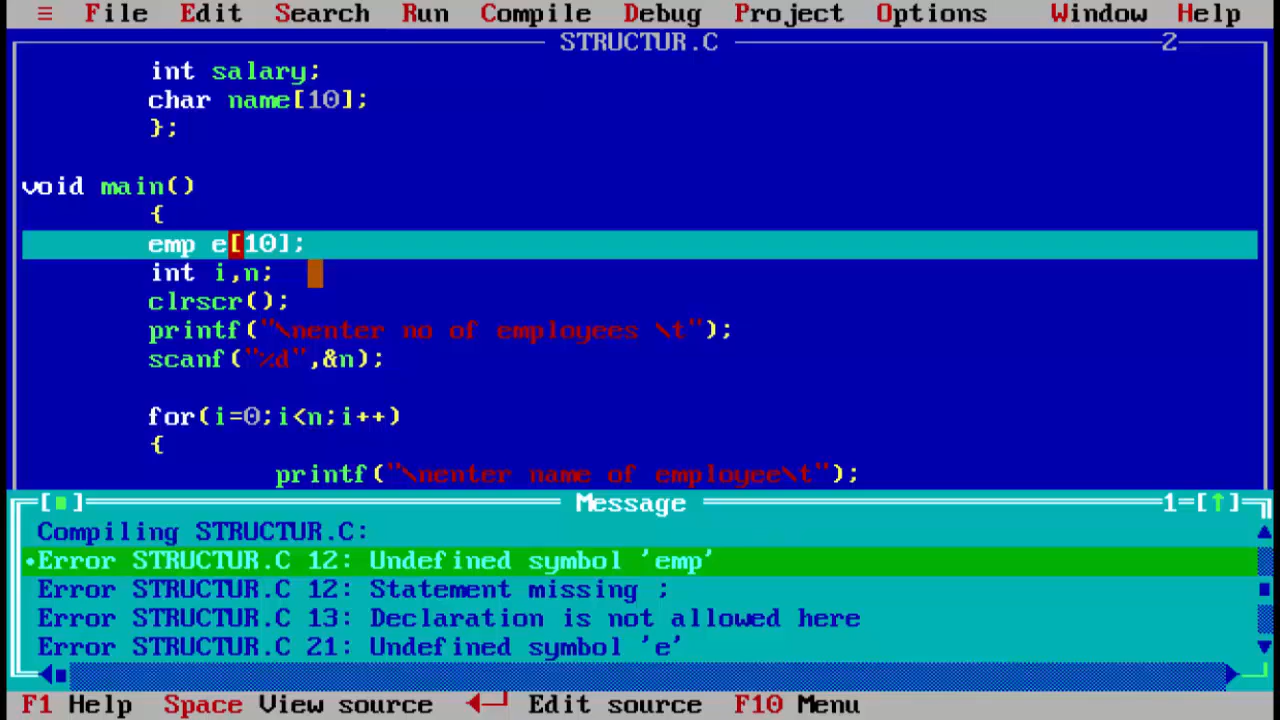 ≡ File Edit Search Run Compile Debug Project Options Window Help
STRUCTUR.C 2
int salary;
char name[10];
};
void main()
{
emp e[10];
int i,n;
clrscr();
printf("\nenter no of employees \t");
scanf("%d",&n);
for(i=0;i<n;i++)
{
printf("\nenter name of employee\t");
[■] Message 1=[↑]
Compiling STRUCTUR.C:
•Error STRUCTUR.C 12: Undefined symbol 'emp'
Error STRUCTUR.C 12: Statement missing ;
Error STRUCTUR.C 13: Declaration is not allowed here
Error STRUCTUR.C 21: Undefined symbol 'e'
F1 Help Space View source ◄┘ Edit source F10 Menu